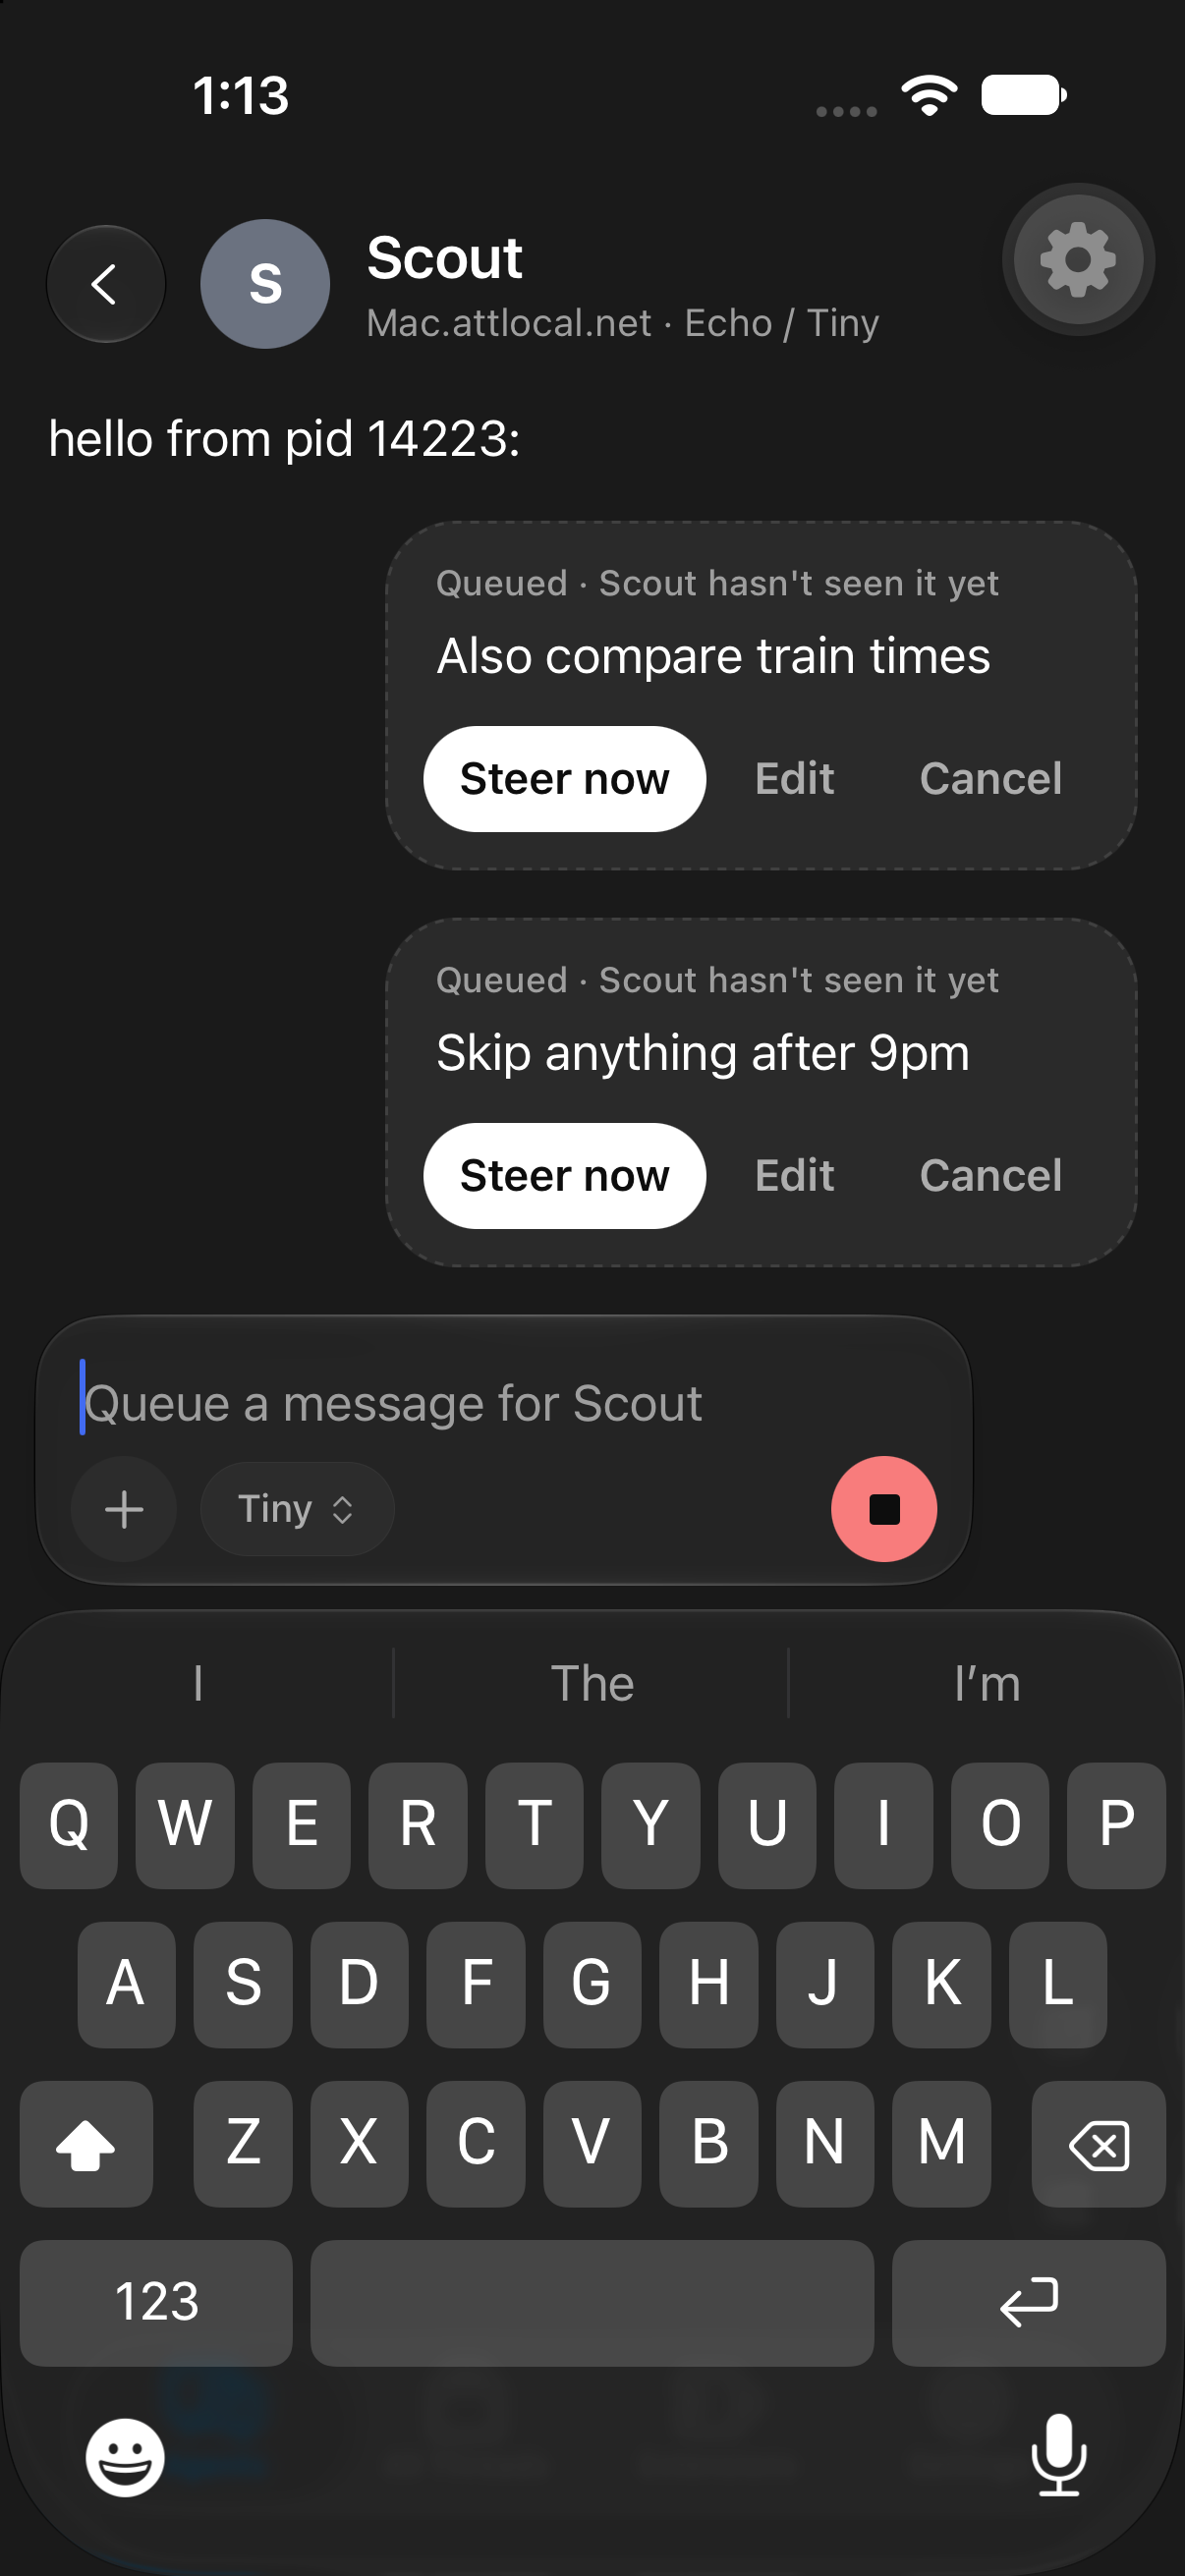 1:13
S
Scout
Mac.attlocal.net · Echo / Tiny
hello from pid 14223:
Queued · Scout hasn't seen it yet
Also compare train times
Steer now Edit Cancel
Queued · Scout hasn't seen it yet
Skip anything after 9pm
Steer now Edit Cancel
Queue a message for Scout
Tiny
I The I’m
Q W E R T Y U I O P
A S D F G H J K L
Z X C V B N M
123